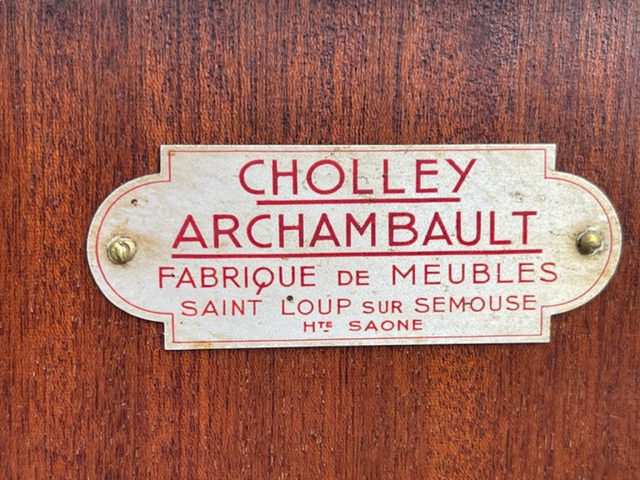 CHOLLEY
ARCHAMBAULT
FABRIQUE DE MEUBLES
SAINT LOUP SUR SEMOUSE
HTE SAONE